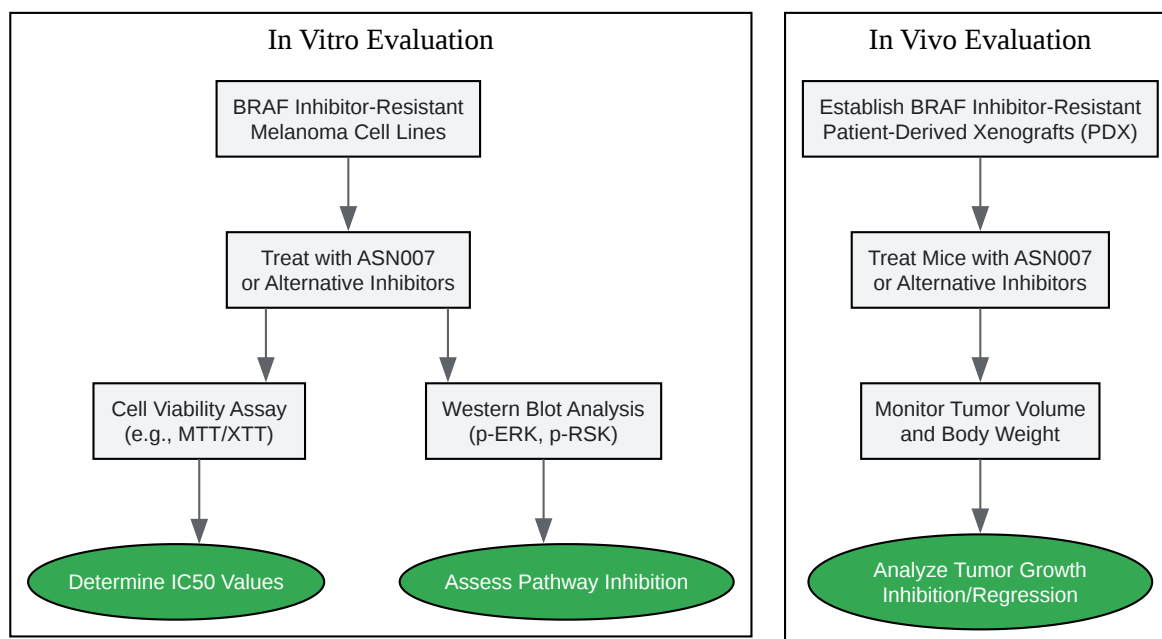 In Vitro Evaluation
BRAF Inhibitor-Resistant
Melanoma Cell Lines
Treat with ASN007
or Alternative Inhibitors
Cell Viability Assay
(e.g., MTT/XTT)
Western Blot Analysis
(p-ERK, p-RSK)
Determine IC50 Values
Assess Pathway Inhibition
In Vivo Evaluation
Establish BRAF Inhibitor-Resistant
Patient-Derived Xenografts (PDX)
Treat Mice with ASN007
or Alternative Inhibitors
Monitor Tumor Volume
and Body Weight
Analyze Tumor Growth
Inhibition/Regression